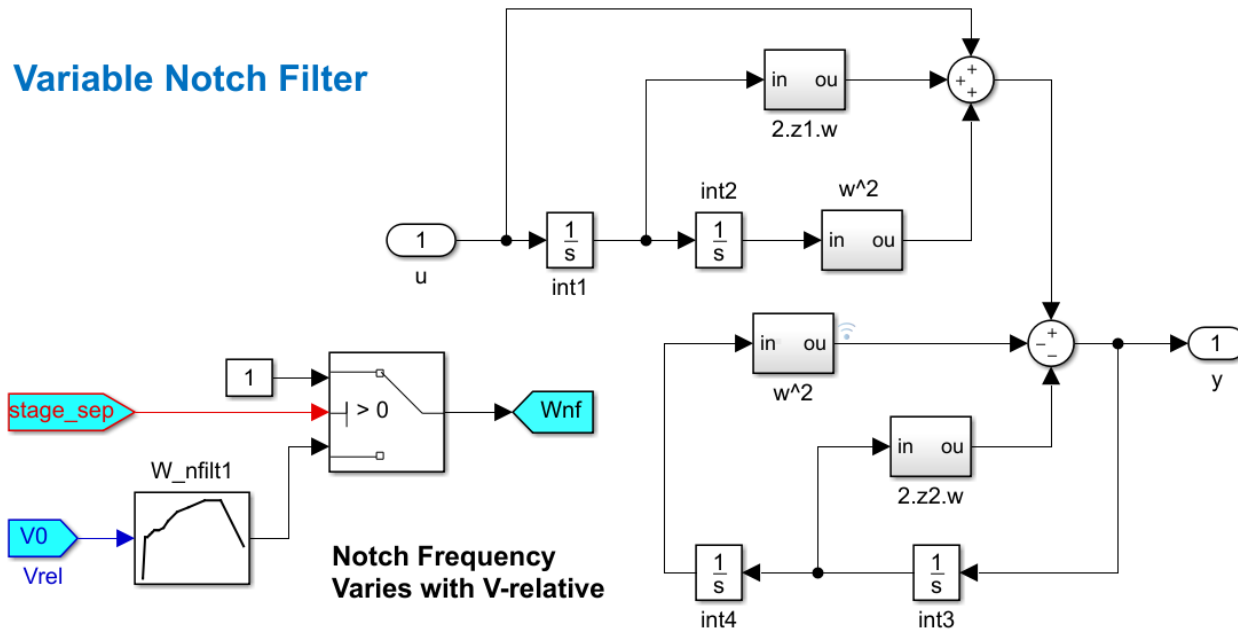 Variable Notch Filter
in ou
2.z1.w
+
+
+
int2
w^2
1
u
1
s
int1
1
s
in ou
in ou
w^2
+
−
−
1
y
1
stage_sep
> 0
Wnf
in ou
2.z2.w
W_nfilt1
V0
Vrel
Notch Frequency
Varies with V-relative
1
s
int4
1
s
int3